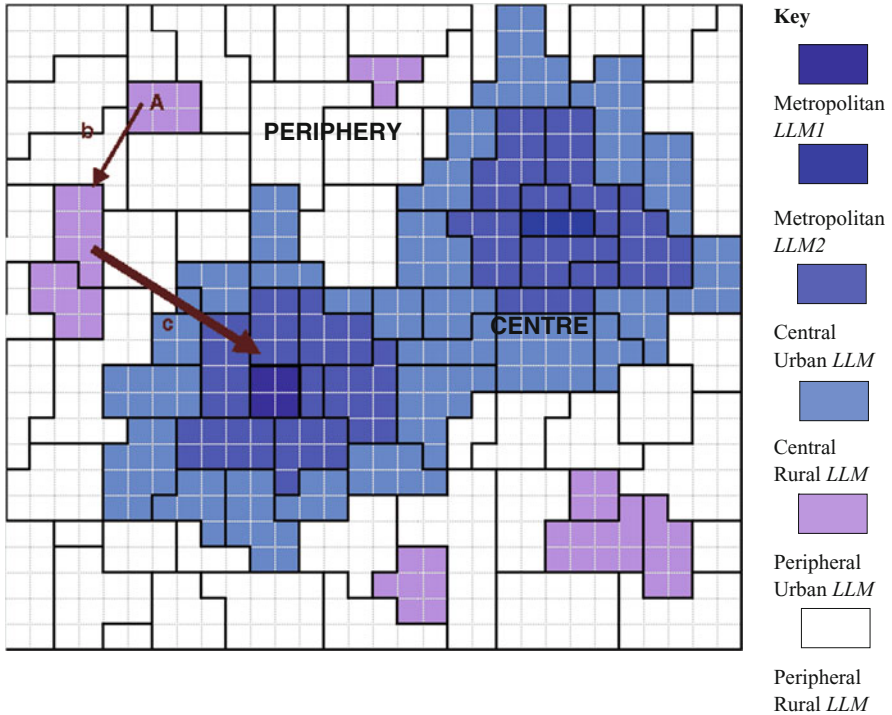 A
b
PERIPHERY
c
CENTRE
Key
Metropolitan
LLM1
Metropolitan
LLM2
Central
Urban LLM
Central
Rural LLM
Peripheral
Urban LLM
Peripheral
Rural LLM